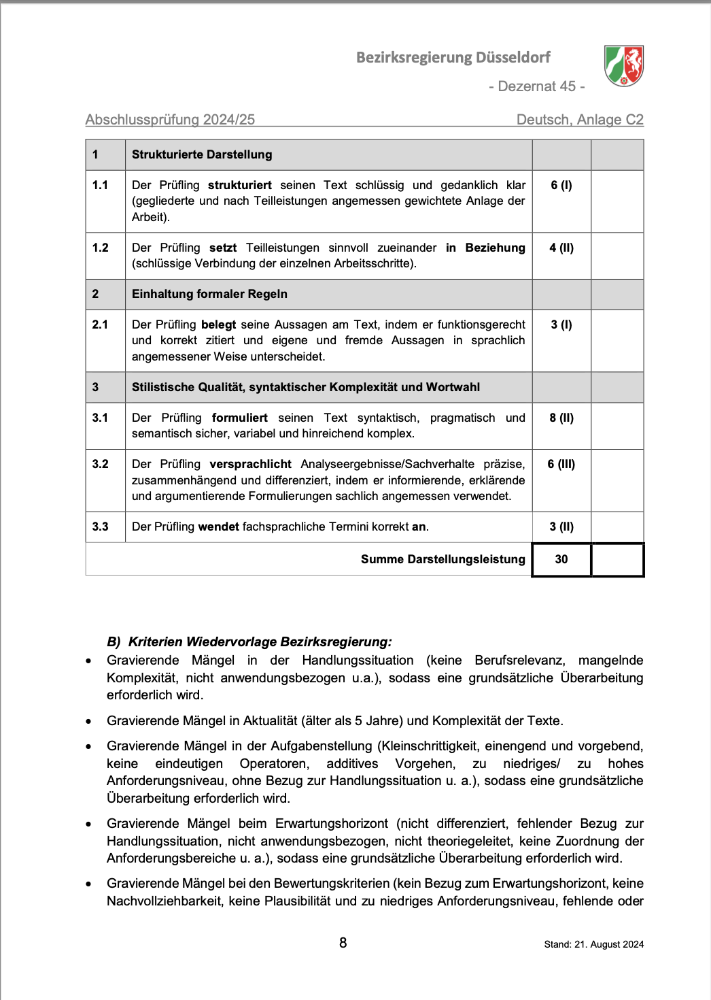 Bezirksregierung Düsseldorf
- Dezernat 45 -
Abschlussprüfung 2024/25 Deutsch, Anlage C2
1 Strukturierte Darstellung
1.1 Der Prüfling strukturiert seinen Text schlüssig und gedanklich klar 6 (I)
(gegliederte und nach Teilleistungen angemessen gewichtete Anlage der
Arbeit).
1.2 Der Prüfling setzt Teilleistungen sinnvoll zueinander in Beziehung 4 (II)
(schlüssige Verbindung der einzelnen Arbeitsschritte).
2 Einhaltung formaler Regeln
2.1 Der Prüfling belegt seine Aussagen am Text, indem er funktionsgerecht 3 (I)
und korrekt zitiert und eigene und fremde Aussagen in sprachlich
angemessener Weise unterscheidet.
3 Stilistische Qualität, syntaktischer Komplexität und Wortwahl
3.1 Der Prüfling formuliert seinen Text syntaktisch, pragmatisch und 8 (II)
semantisch sicher, variabel und hinreichend komplex.
3.2 Der Prüfling versprachlicht Analyseergebnisse/Sachverhalte präzise, 6 (III)
zusammenhängend und differenziert, indem er informierende, erklärende
und argumentierende Formulierungen sachlich angemessen verwendet.
3.3 Der Prüfling wendet fachsprachliche Termini korrekt an. 3 (II)
Summe Darstellungsleistung 30
B) Kriterien Wiedervorlage Bezirksregierung:
• Gravierende Mängel in der Handlungssituation (keine Berufsrelevanz, mangelnde
Komplexität, nicht anwendungsbezogen u.a.), sodass eine grundsätzliche Überarbeitung
erforderlich wird.
• Gravierende Mängel in Aktualität (älter als 5 Jahre) und Komplexität der Texte.
• Gravierende Mängel in der Aufgabenstellung (Kleinschrittigkeit, einengend und vorgebend,
keine eindeutigen Operatoren, additives Vorgehen, zu niedriges/ zu hohes
Anforderungsniveau, ohne Bezug zur Handlungssituation u. a.), sodass eine grundsätzliche
Überarbeitung erforderlich wird.
• Gravierende Mängel beim Erwartungshorizont (nicht differenziert, fehlender Bezug zur
Handlungssituation, nicht anwendungsbezogen, nicht theoriegeleitet, keine Zuordnung der
Anforderungsbereiche u. a.), sodass eine grundsätzliche Überarbeitung erforderlich wird.
• Gravierende Mängel bei den Bewertungskriterien (kein Bezug zum Erwartungshorizont, keine
Nachvollziehbarkeit, keine Plausibilität und zu niedriges Anforderungsniveau, fehlende oder
8
Stand: 21. August 2024